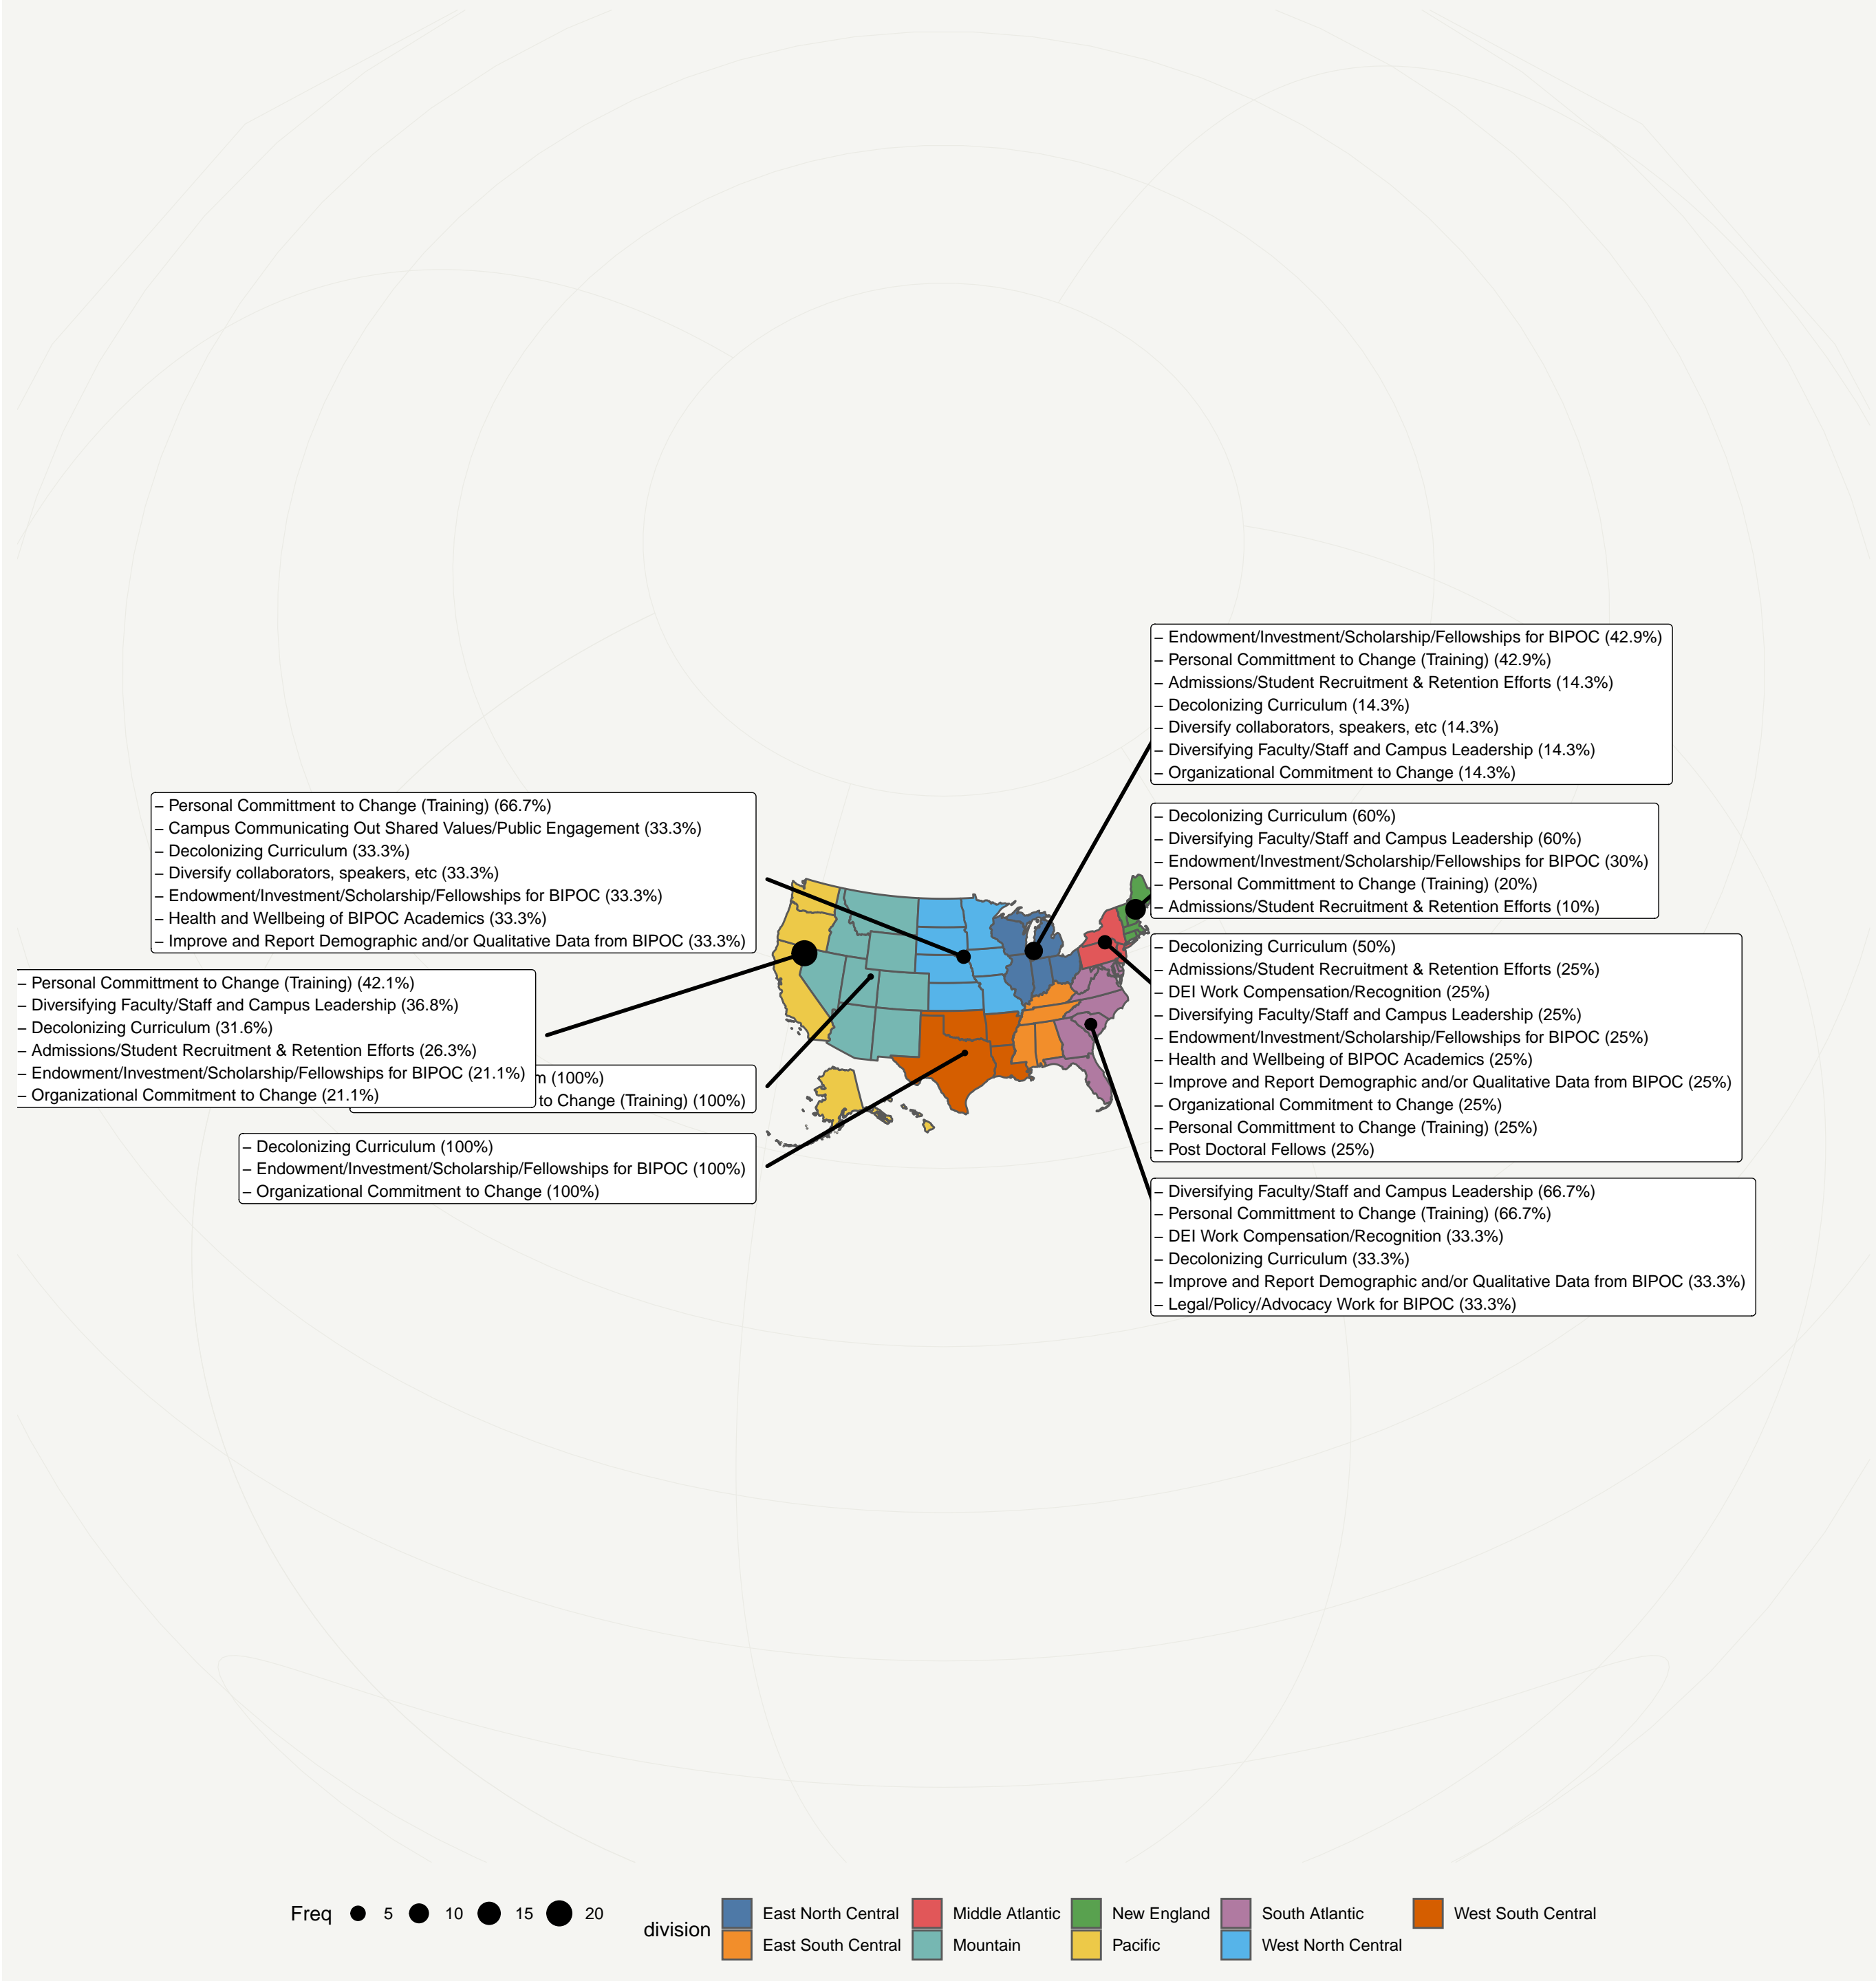 – Endowment/Investment/Scholarship/Fellowships for BIPOC (42.9%)
– Personal Committment to Change (Training) (42.9%)
– Admissions/Student Recruitment & Retention Efforts (14.3%)
– Decolonizing Curriculum (14.3%)
– Diversify collaborators, speakers, etc (14.3%)
– Diversifying Faculty/Staff and Campus Leadership (14.3%)
– Organizational Commitment to Change (14.3%)
– Personal Committment to Change (Training) (66.7%)
– Campus Communicating Out Shared Values/Public Engagement (33.3%)
– Decolonizing Curriculum (33.3%)
– Diversify collaborators, speakers, etc (33.3%)
– Endowment/Investment/Scholarship/Fellowships for BIPOC (33.3%)
– Health and Wellbeing of BIPOC Academics (33.3%)
– Improve and Report Demographic and/or Qualitative Data from BIPOC (33.3%)
– Decolonizing Curriculum (60%)
– Diversifying Faculty/Staff and Campus Leadership (60%)
– Endowment/Investment/Scholarship/Fellowships for BIPOC (30%)
– Personal Committment to Change (Training) (20%)
– Admissions/Student Recruitment & Retention Efforts (10%)
– Personal Committment to Change (Training) (42.1%)
– Diversifying Faculty/Staff and Campus Leadership (36.8%)
– Decolonizing Curriculum (31.6%)
– Admissions/Student Recruitment & Retention Efforts (26.3%)
– Endowment/Investment/Scholarship/Fellowships for BIPOC (21.1%)
– Organizational Commitment to Change (21.1%)
(100%)
to Change (Training) (100%)
– Decolonizing Curriculum (50%)
– Admissions/Student Recruitment & Retention Efforts (25%)
– DEI Work Compensation/Recognition (25%)
– Diversifying Faculty/Staff and Campus Leadership (25%)
– Endowment/Investment/Scholarship/Fellowships for BIPOC (25%)
– Health and Wellbeing of BIPOC Academics (25%)
– Improve and Report Demographic and/or Qualitative Data from BIPOC (25%)
– Organizational Commitment to Change (25%)
– Personal Committment to Change (Training) (25%)
– Post Doctoral Fellows (25%)
– Decolonizing Curriculum (100%)
– Endowment/Investment/Scholarship/Fellowships for BIPOC (100%)
– Organizational Commitment to Change (100%)
– Diversifying Faculty/Staff and Campus Leadership (66.7%)
– Personal Committment to Change (Training) (66.7%)
– DEI Work Compensation/Recognition (33.3%)
– Decolonizing Curriculum (33.3%)
– Improve and Report Demographic and/or Qualitative Data from BIPOC (33.3%)
– Legal/Policy/Advocacy Work for BIPOC (33.3%)
Freq 5 10 15 20
division
East North Central Middle Atlantic New England South Atlantic West South Central
East South Central Mountain Pacific West North Central